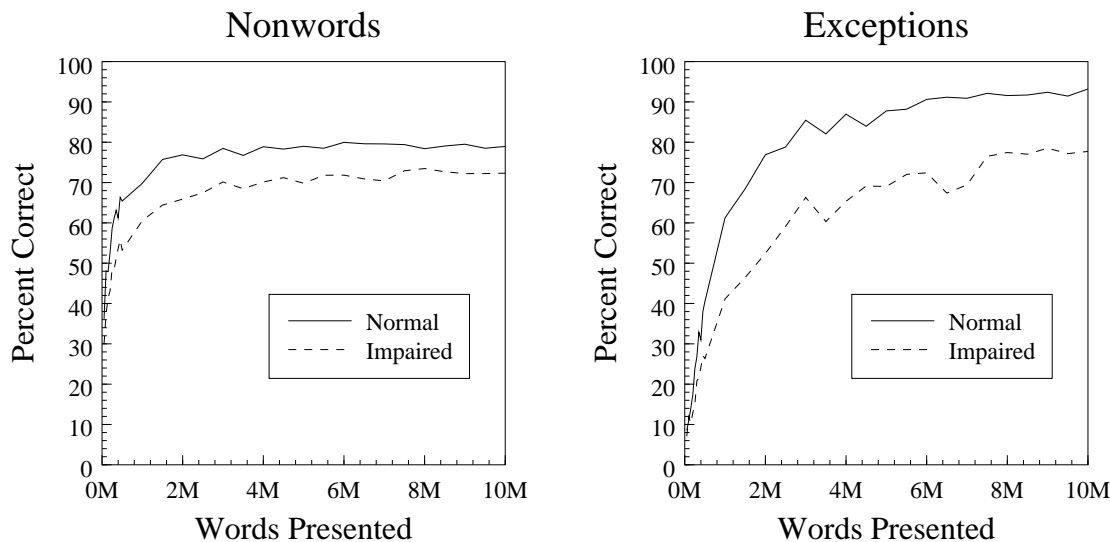 Nonwords
Percent Correct
100
90
80
70
60
50
40
30
20
10
0
Normal
Impaired
0M 2M 4M 6M 8M 10M
Words Presented
Exceptions
Percent Correct
100
90
80
70
60
50
40
30
20
10
0
Normal
Impaired
0M 2M 4M 6M 8M 10M
Words Presented